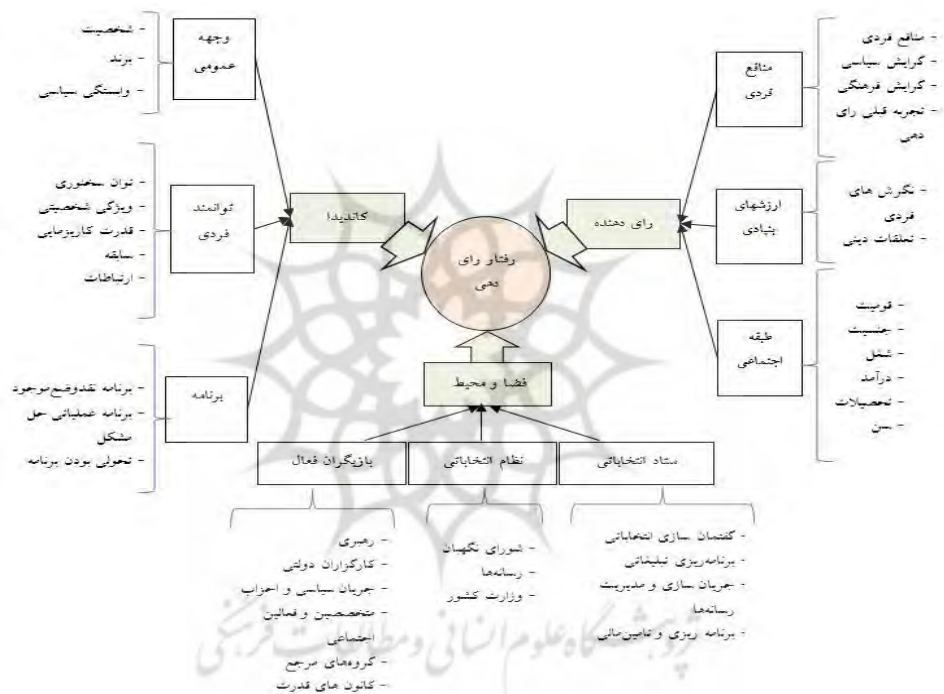 وجهه
عمومی
- شخصیت
- برند
- وابستگی سیاسی
توانمند
فردی
- توان سخنوری
- ویژگی شخصیتی
- قدرت کاریزمایی
- سابقه
- ارتباطات
برنامه
- برنامه نقدوضع‌موجود
- برنامه عملیاتی حل
مشکل
- تحولی بودن برنامه
کاندیدا
رفتار رای
دهی
رای دهنده
منافع
فردی
- منافع فردی
- گرایش سیاسی
- گرایش فرهنگی
- تجربه قبلی رای
دهی
ارزشهای
بنیادی
- نگرش های
فردی
- تعلقات دینی
طبقه
اجتماعی
- قومیت
- جنسیت
- شغل
- درآمد
- تحصیلات
- سن
فضا و محیط
ستاد انتخاباتی
نظام انتخاباتی
بازیگران فعال
- گفتمان سازی انتخاباتی
- برنامه‌ریزی تبلیغاتی
- جریان سازی و مدیریت
رسانه‌ها
- برنامه ریزی و تامین‌مالی
- شورای نگهبان
- رسانه‌ها
- وزارت کشور
- رهبری
- کارگزاران دولتی
- جریان سیاسی و احزاب
- متخصصین و فعالین
اجتماعی
- گروه‌های مرجع
- کانون های قدرت
پژوهشگاه علوم انسانی و مطالعات فرهنگی